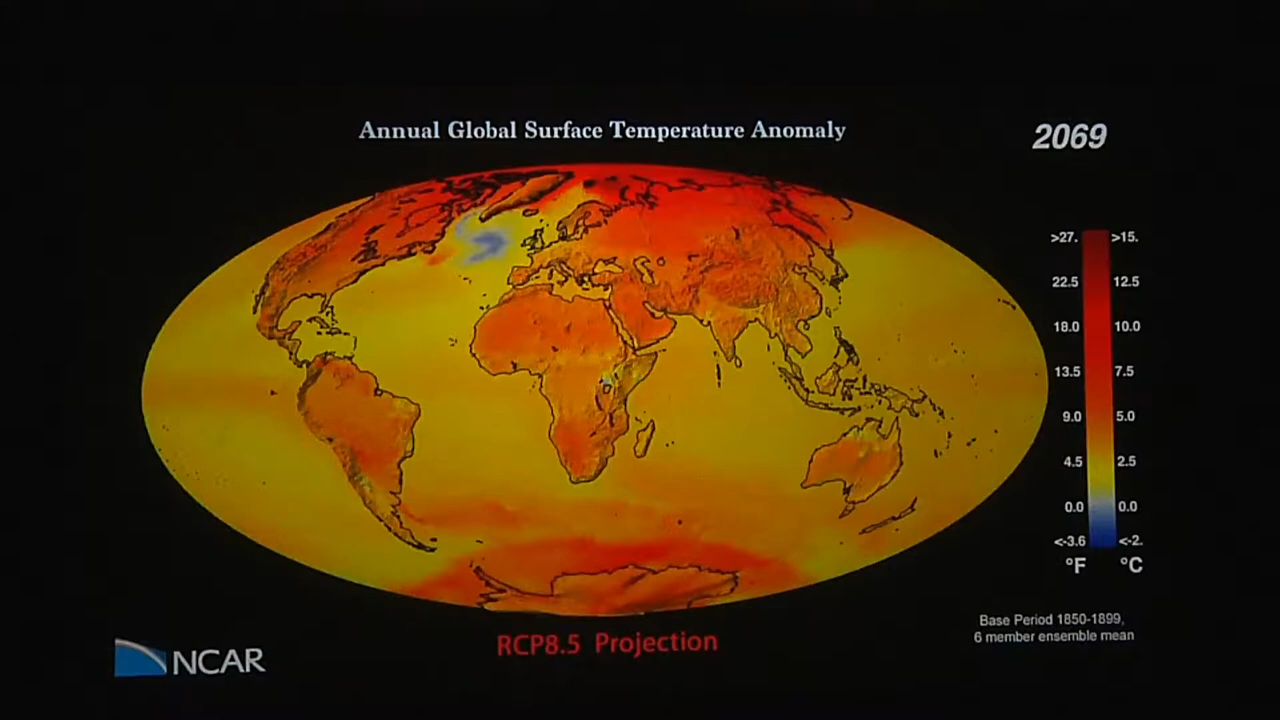 Annual Global Surface Temperature Anomaly
2069
>27. >15.
22.5 12.5
18.0 10.0
13.5 7.5
9.0 5.0
4.5 2.5
0.0 0.0
<-3.6 <-2.
°F °C
Base Period 1850-1899,
6 member ensemble mean
RCP8.5 Projection
NCAR